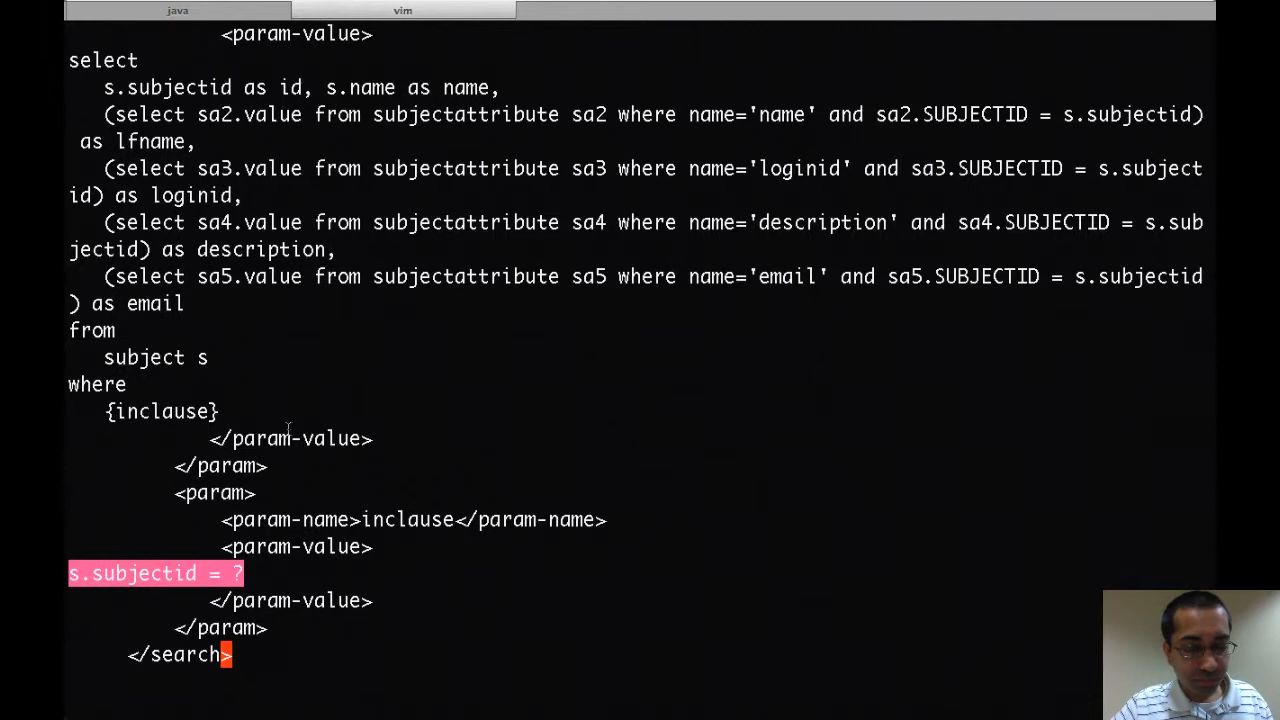 java vim
<param-value>
select
s.subjectid as id, s.name as name,
(select sa2.value from subjectattribute sa2 where name='name' and sa2.SUBJECTID = s.subjectid)
as lfname,
(select sa3.value from subjectattribute sa3 where name='loginid' and sa3.SUBJECTID = s.subject
id) as loginid,
(select sa4.value from subjectattribute sa4 where name='description' and sa4.SUBJECTID = s.sub
jectid) as description,
(select sa5.value from subjectattribute sa5 where name='email' and sa5.SUBJECTID = s.subjectid
) as email
from
subject s
where
{inclause}
</param-value>
</param>
<param>
<param-name>inclause</param-name>
<param-value>
s.subjectid = ?
</param-value>
</param>
</search>